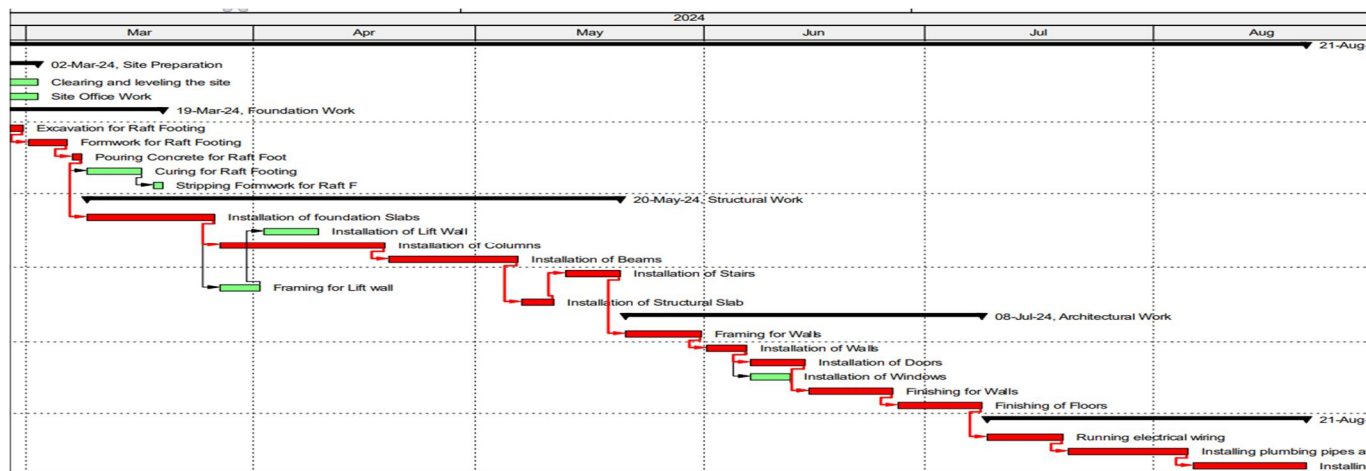 2024
Mar Apr May Jun Jul Aug
21-Aug-
02-Mar-24, Site Preparation
Clearing and leveling the site
Site Office Work
19-Mar-24, Foundation Work
Excavation for Raft Footing
Formwork for Raft Footing
Pouring Concrete for Raft Foot
Curing for Raft Footing
Stripping Formwork for Raft F
20-May-24, Structural Work
Installation of foundation Slabs
Installation of Lift Wall
Installation of Columns
Installation of Beams
Installation of Stairs
Framing for Lift wall
Installation of Structural Slab
08-Jul-24, Architectural Work
Framing for Walls
Installation of Walls
Installation of Doors
Installation of Windows
Finishing for Walls
Finishing of Floors
21-Aug-
Running electrical wiring
Installing plumbing pipes a
Installin